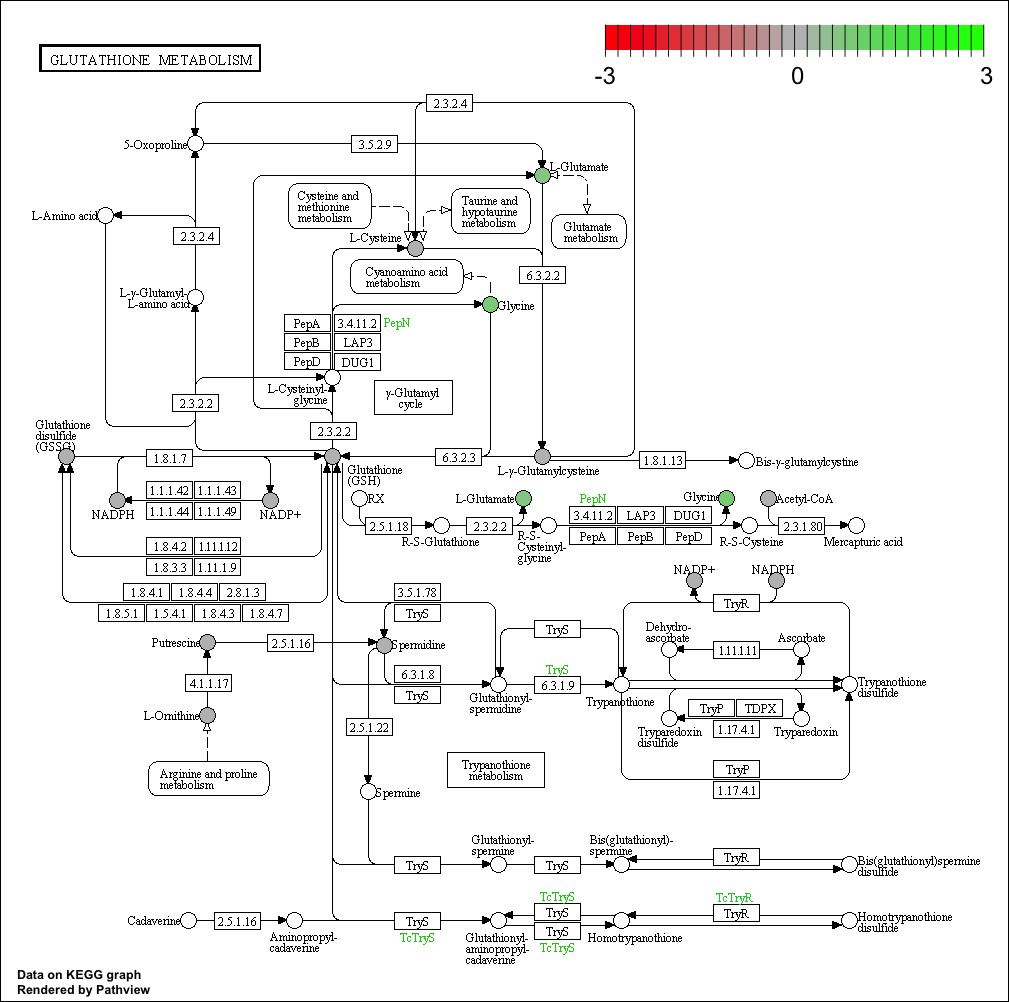 GLUTATHIONE METABOLISM
-3
0
3
2.3.2.4
5-Oxoproline
3.5.2.9
L-Glutamate
Cysteine and
methionine
metabolism
Taurine and
hypotaurine
metabolism
L-Amino acid
2.3.2.4
L-Cysteine
Glutamate
metabolism
Cyanoamino acid
metabolism
6.3.2.2
L-γ-Glutamyl-
L-amino acid
Glycine
PepA
3.4.11.2
PepN
PepB
LAP3
PepD
DUG1
L-Cysteinyl-
glycine
γ-Glutamyl
cycle
2.3.2.2
Glutathione
disulfide
(GSSG)
2.3.2.2
1.8.1.7
Glutathione
(GSH)
6.3.2.3
L-γ-Glutamylcysteine
1.8.1.13
Bis-γ-glutamylcystine
1.1.1.42
1.1.1.43
1.1.1.44
1.1.1.49
NADPH
NADP+
RX
2.5.1.18
R-S-Glutathione
L-Glutamate
2.3.2.2
R-S-
Cysteinyl-
glycine
PepN
3.4.11.2
LAP3
DUG1
PepA
PepB
PepD
Glycine
R-S-Cysteine
Acetyl-CoA
2.3.1.80
Mercapturic acid
1.8.4.2
1.11.1.12
1.8.3.3
1.11.1.9
1.8.4.1
1.8.4.4
2.8.1.3
1.8.5.1
1.5.4.1
1.8.4.3
1.8.4.7
3.5.1.78
TryS
NADP+
NADPH
TryR
Putrescine
2.5.1.16
Spermidine
TryS
Dehydro-
ascorbate
1.11.1.11
Ascorbate
4.1.1.17
6.3.1.8
TryS
Glutathionyl-
spermidine
TryS
6.3.1.9
Trypanothione
Trypanothione
disulfide
L-Ornithine
2.5.1.22
TryP
TDPX
1.17.4.1
Tryparedoxin
disulfide
Tryparedoxin
Arginine and proline
metabolism
Trypanothione
metabolism
TryP
1.17.4.1
Spermine
TryS
Glutathionyl-
spermine
TryS
Bis(glutathionyl)-
spermine
TryR
Bis(glutathionyl)spermine
disulfide
Cadaverine
2.5.1.16
Aminopropyl-
cadaverine
TryS
TcTryS
Glutathionyl-
aminopropyl-
cadaverine
TcTryS
TryS
TryS
TcTryS
Homotrypanothione
TcTryR
TryR
Homotrypanothione
disulfide
Data on KEGG graph
Rendered by Pathview